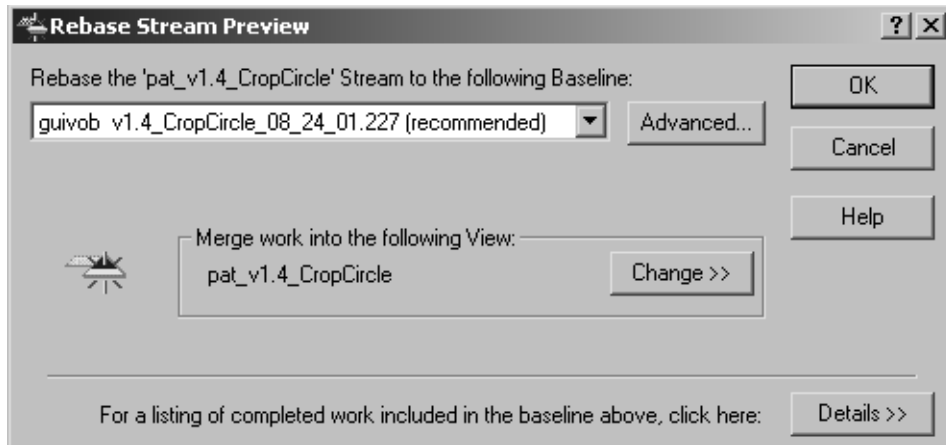 Rebase Stream Preview
? X
Rebase the 'pat_v1.4_CropCircle' Stream to the following Baseline:
OK
guivob v1.4_CropCircle_08_24_01.227 (recommended)
Advanced...
Cancel
Help
Merge work into the following View:
pat_v1.4_CropCircle
Change >>
For a listing of completed work included in the baseline above, click here:
Details >>